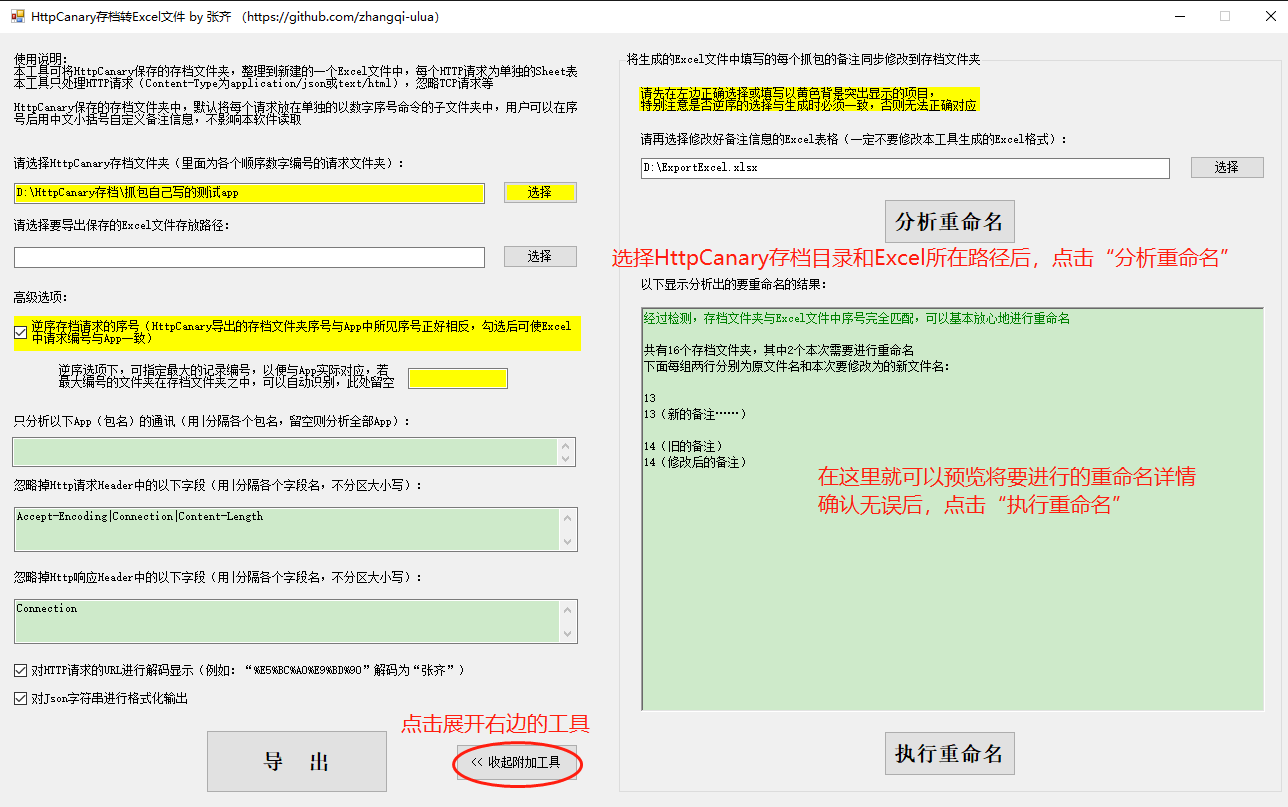 HttpCanary存档转Excel文件 by 张齐 （https://github.com/zhangqi-ulua）
使用说明：
本工具可将HttpCanary保存的存档文件夹，整理到新建的一个Excel文件中，每个HTTP请求为单独的Sheet表
本工具只处理HTTP请求（Content-Type为application/json或text/html），忽略TCP请求等
HttpCanary保存的存档文件夹中，默认将每个请求放在单独的以数字序号命令的子文件夹中，用户可以在序
号后用中文小括号自定义备注信息，不影响本软件读取
请选择HttpCanary存档文件夹（里面为各个顺序数字编号的请求文件夹）：
D:\HttpCanary存档\抓包自己写的测试app
选择
请选择要导出保存的Excel文件存放路径：
选择
高级选项：
逆序存档请求的序号（HttpCanary导出的存档文件夹序号与App中所见序号正好相反，勾选后可使Excel
中请求编号与App一致）
逆序选项下，可指定最大的记录编号，以便与App实际对应，若
最大编号的文件夹在存档文件夹之中，可以自动识别，此处留空
只分析以下App（包名）的通讯（用|分隔各个包名，留空则分析全部App）：
忽略掉Http请求Header中的以下字段（用|分隔各个字段名，不分区大小写）：
Accept-Encoding|Connection|Content-Length
忽略掉Http响应Header中的以下字段（用|分隔各个字段名，不分区大小写）：
Connection
对HTTP请求的URL进行解码显示（例如：“%E5%BC%A0%E9%BD%90”解码为“张齐”）
对Json字符串进行格式化输出
点击展开右边的工具
导 出
<< 收起附加工具
将生成的Excel文件中填写的每个抓包的备注同步修改到存档文件夹
请先在左边正确选择或填写以黄色背景突出显示的项目，
特别注意是否逆序的选择与生成时必须一致，否则无法正确对应
请再选择修改好备注信息的Excel表格（一定不要修改本工具生成的Excel格式）：
D:\ExportExcel.xlsx
选择
分析重命名
选择HttpCanary存档目录和Excel所在路径后，点击“分析重命名”
以下显示分析出的要重命名的结果：
经过检测，存档文件夹与Excel文件中序号完全匹配，可以基本放心地进行重命名
共有16个存档文件夹，其中2个本次需要进行重命名
下面每组两行分别为原文件名和本次要修改为的新文件名：
13
13（新的备注……）
14（旧的备注）
14（修改后的备注）
在这里就可以预览将要进行的重命名详情
确认无误后，点击“执行重命名”
执行重命名